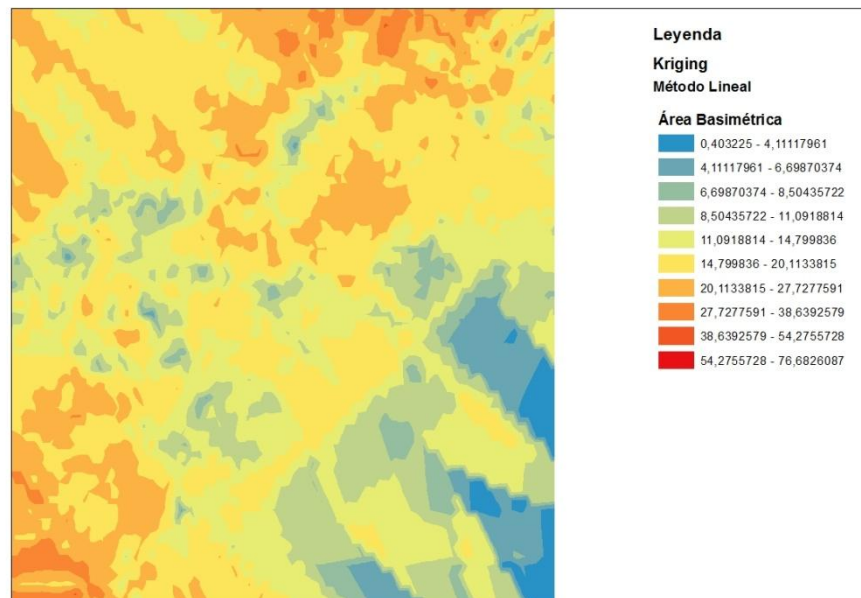 Leyenda
Kriging
Método Lineal
Área Basimétrica
0,403225 - 4,11117961
4,11117961 - 6,69870374
6,69870374 - 8,50435722
8,50435722 - 11,0918814
11,0918814 - 14,799836
14,799836 - 20,1133815
20,1133815 - 27,7277591
27,7277591 - 38,6392579
38,6392579 - 54,2755728
54,2755728 - 76,6826087